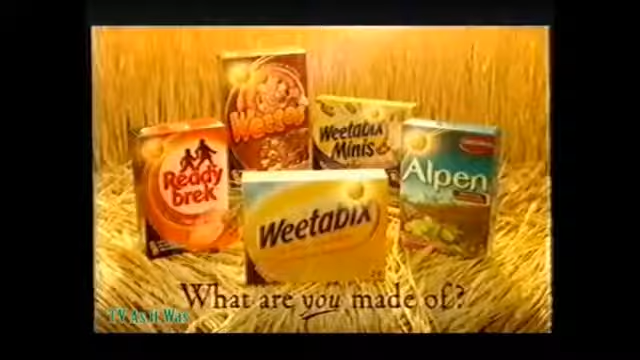 Weetos
Weetabix
Minis
Alpen
Ready
brek
Weetabix
What are you made of?
TV As it Was